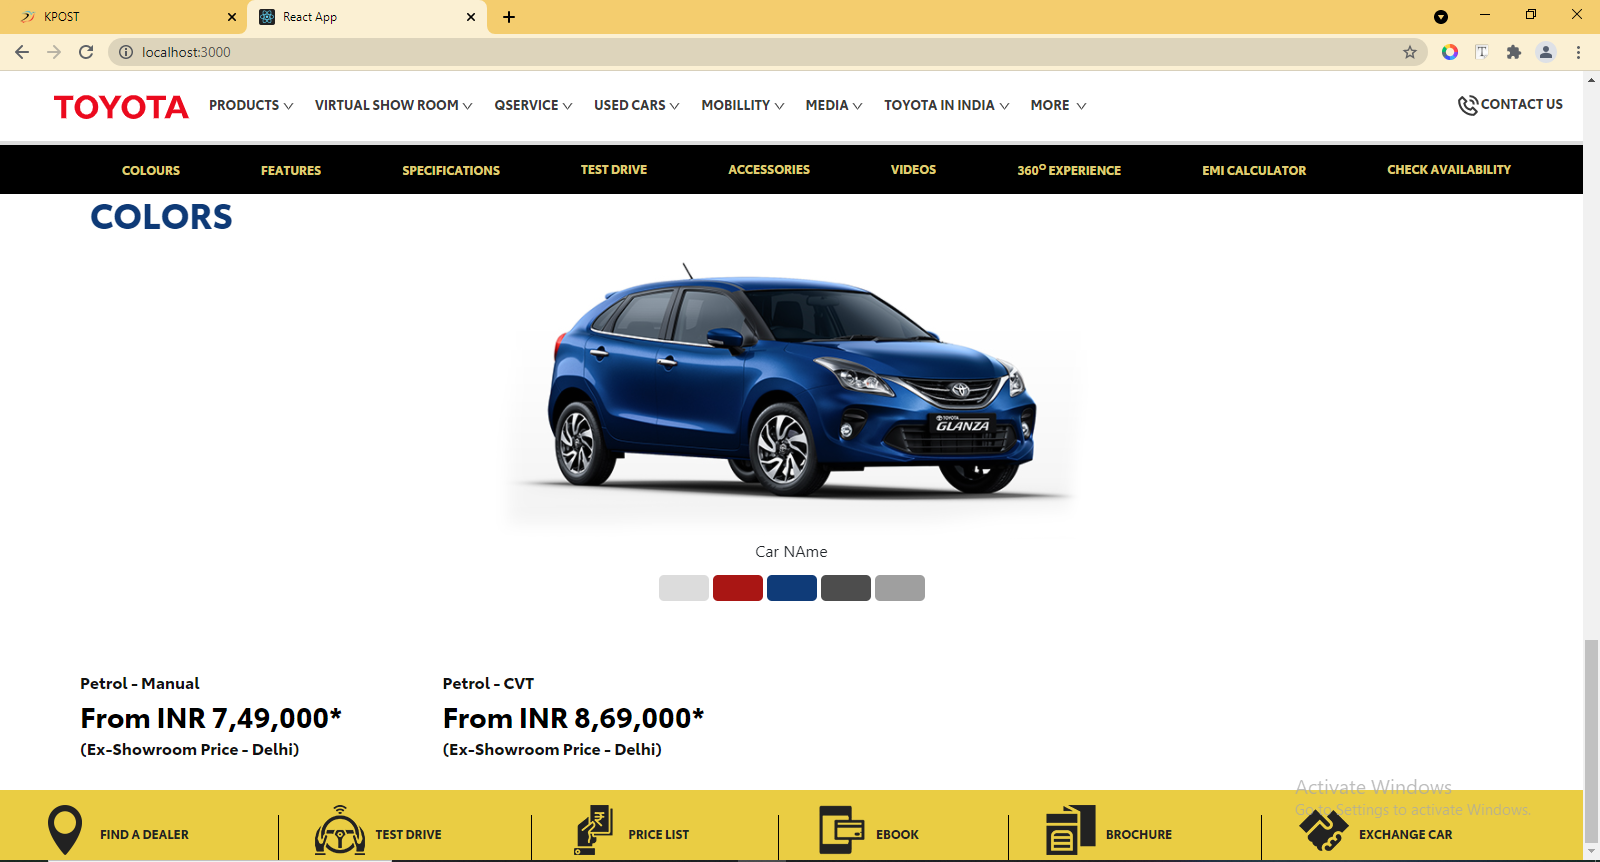 KPOST
React App
localhost:3000
TOYOTA PRODUCTS VIRTUAL SHOW ROOM QSERVICE USED CARS MOBILLITY MEDIA TOYOTA IN INDIA MORE CONTACT US
COLOURS FEATURES SPECIFICATIONS TEST DRIVE ACCESSORIES VIDEOS 360O EXPERIENCE EMI CALCULATOR CHECK AVAILABILITY
COLORS
TOYOTA
GLANZA
Car NAme
Petrol - Manual
From INR 7,49,000*
(Ex-Showroom Price - Delhi)
Petrol - CVT
From INR 8,69,000*
(Ex-Showroom Price - Delhi)
Activate Windows
Go to Settings to activate Windows.
FIND A DEALER TEST DRIVE PRICE LIST EBOOK BROCHURE EXCHANGE CAR